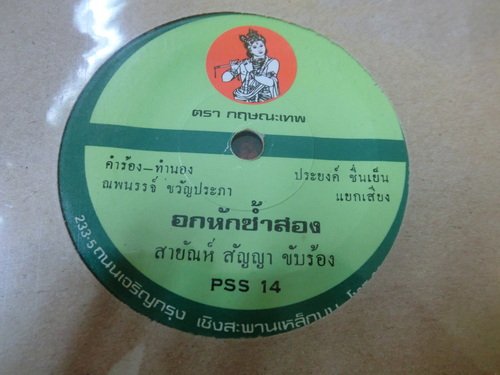 ตรา กฤษณะเทพ
คำร้อง-ทำนอง
ณพนรรจ์ ขวัญประภา
ประยงค์ ชื่นเย็น
แยกเสียง
อกหักซ้ำสอง
สายัณห์ สัญญา ขับร้อง
PSS 14
233-5 ถนนเจริญกรุง เชิงสะพานเหล็กบน